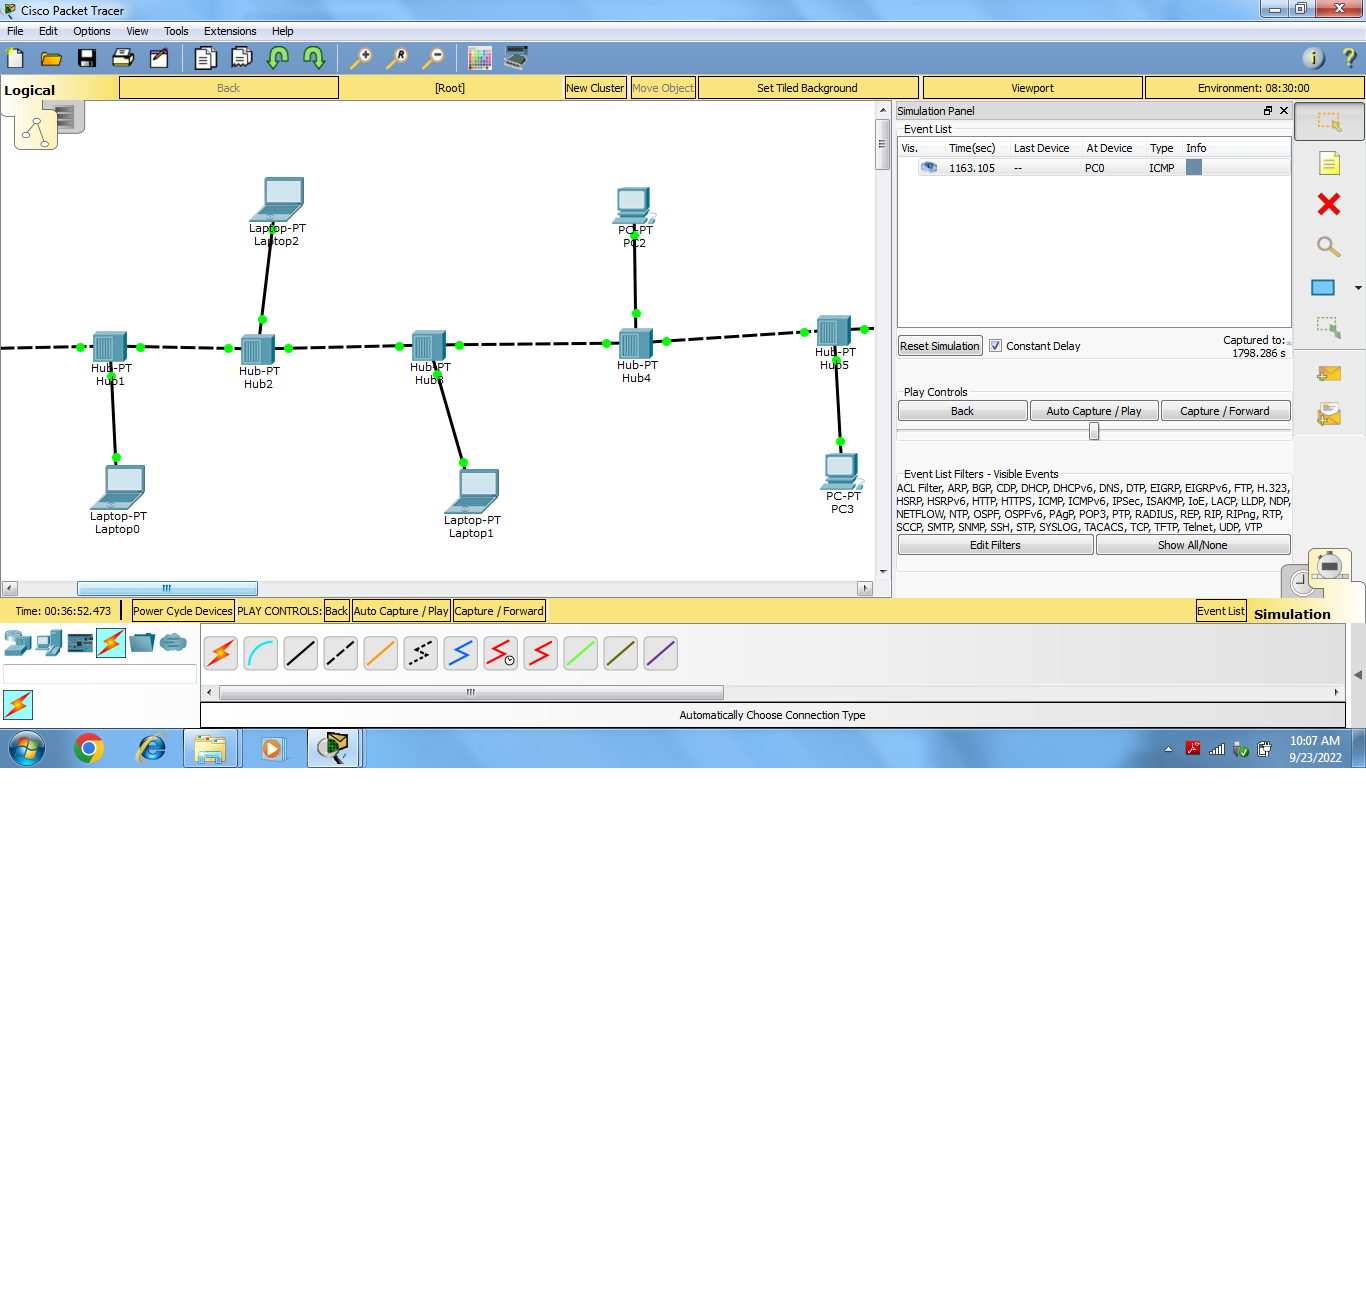 Cisco Packet Tracer
File Edit Options View Tools Extensions Help
Logical
Back
[Root]
New Cluster
Move Object
Set Tiled Background
Viewport
Environment: 08:30:00
Laptop-PT
Laptop2
PC-PT
PC2
Hub-PT
Hub1
Hub-PT
Hub2
Hub-PT
Hub3
Hub-PT
Hub4
Hub-PT
Hub5
Laptop-PT
Laptop0
Laptop-PT
Laptop1
PC-PT
PC3
Simulation Panel
Event List
Vis. Time(sec) Last Device At Device Type Info
1163.105 -- PC0 ICMP
Reset Simulation
Constant Delay
Captured to:
1798.286 s
Play Controls
Back
Auto Capture / Play
Capture / Forward
Event List Filters - Visible Events
ACL Filter, ARP, BGP, CDP, DHCP, DHCPv6, DNS, DTP, EIGRP, EIGRPv6, FTP, H.323,
HSRP, HSRPv6, HTTP, HTTPS, ICMP, ICMPv6, IPSec, ISAKMP, IoE, LACP, LLDP, NDP,
NETFLOW, NTP, OSPF, OSPFv6, PAgP, POP3, PTP, RADIUS, REP, RIP, RIPng, RTP,
SCCP, SMTP, SNMP, SSH, STP, SYSLOG, TACACS, TCP, TFTP, Telnet, UDP, VTP
Edit Filters
Show All/None
Time: 00:36:52.473
Power Cycle Devices
PLAY CONTROLS:
Back
Auto Capture / Play
Capture / Forward
Event List
Simulation
Automatically Choose Connection Type
10:07 AM
9/23/2022